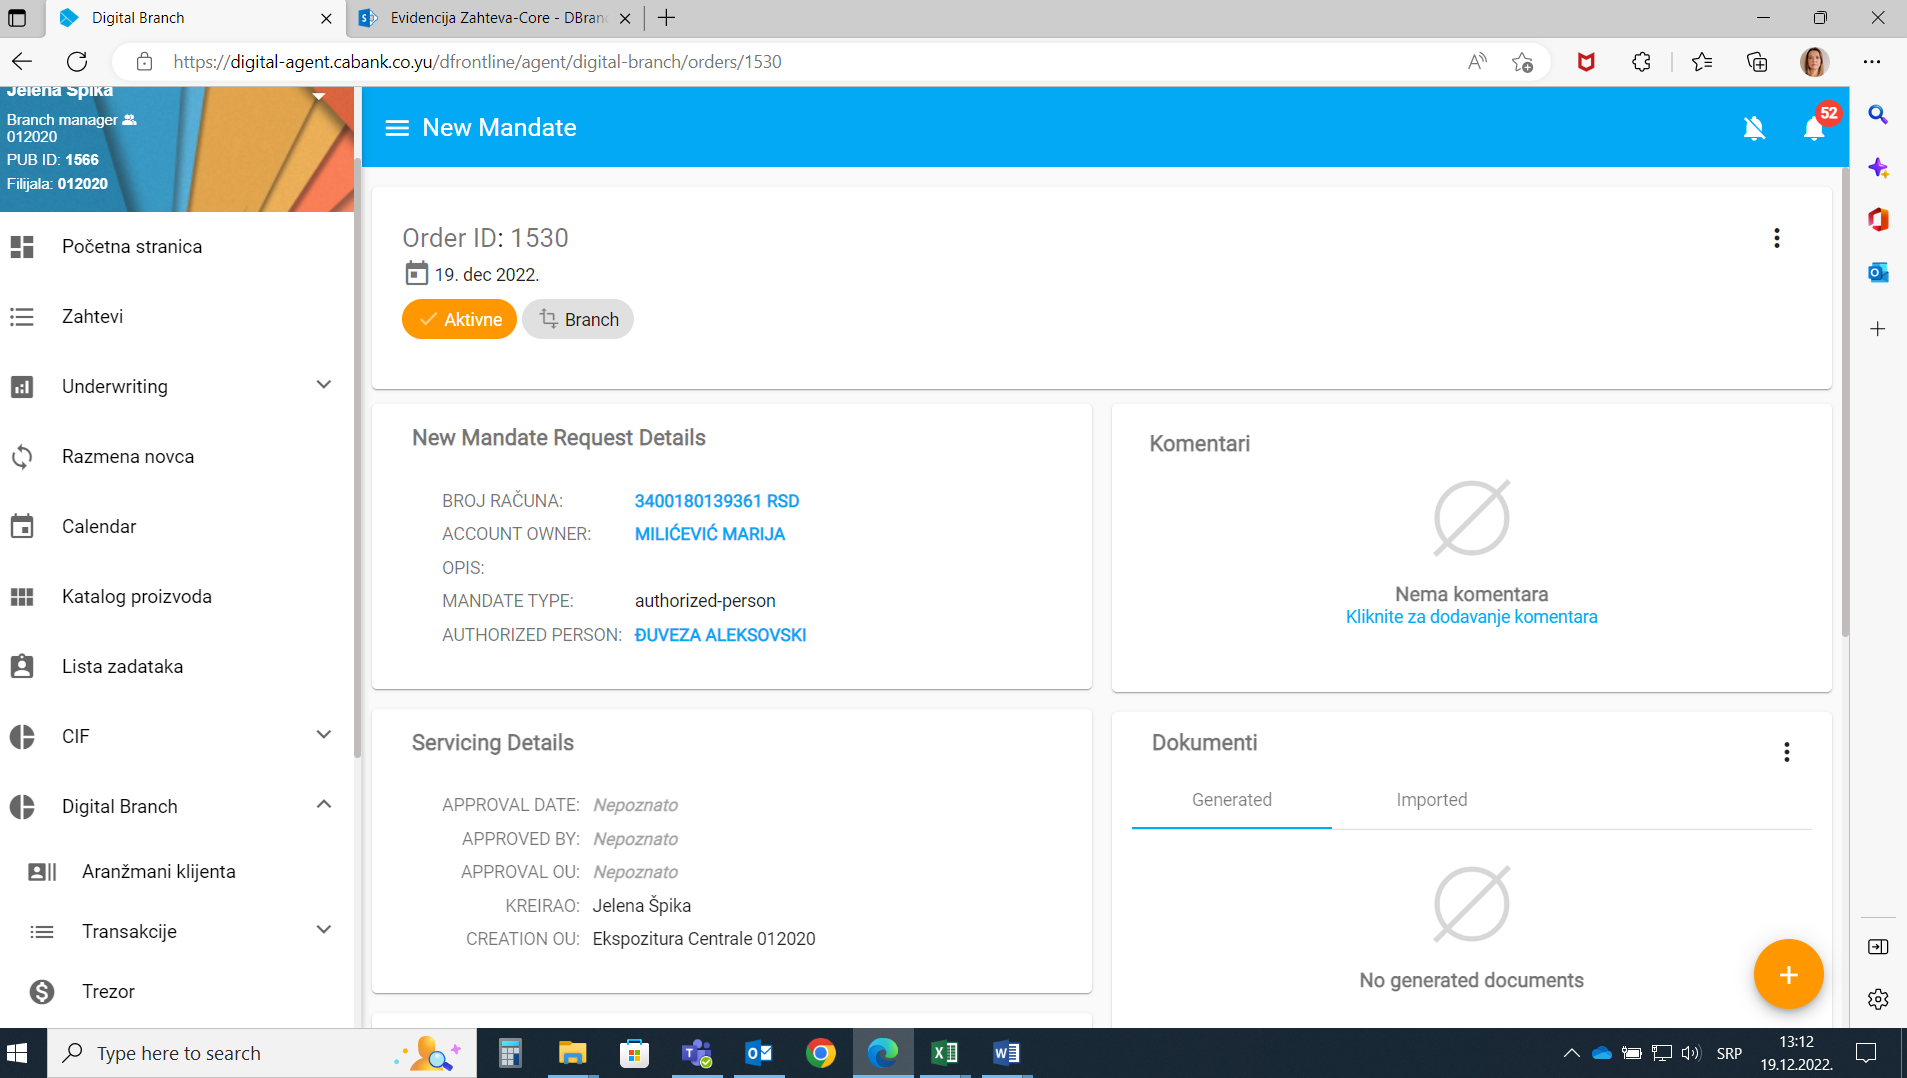 Digital Branch
Evidencija Zahteva-Core - DBran
https://digital-agent.cabank.co.yu/dfrontline/agent/digital-branch/orders/1530
Jelena Špika
Branch manager
012020
PUB ID: 1566
Filijala: 012020
Početna stranica
Zahtevi
Underwriting
Razmena novca
Calendar
Katalog proizvoda
Lista zadataka
CIF
Digital Branch
Aranžmani klijenta
Transakcije
Trezor
New Mandate
52
Order ID: 1530
19. dec 2022.
Aktivne
Branch
New Mandate Request Details
BROJ RAČUNA: 3400180139361 RSD
ACCOUNT OWNER: MILIĆEVIĆ MARIJA
OPIS:
MANDATE TYPE: authorized-person
AUTHORIZED PERSON: ĐUVEZA ALEKSOVSKI
Komentari
Nema komentara
Kliknite za dodavanje komentara
Servicing Details
APPROVAL DATE: Nepoznato
APPROVED BY: Nepoznato
APPROVAL OU: Nepoznato
KREIRAO: Jelena Špika
CREATION OU: Ekspozitura Centrale 012020
Dokumenti
Generated
Imported
No generated documents
Type here to search
SRP
13:12
19.12.2022.